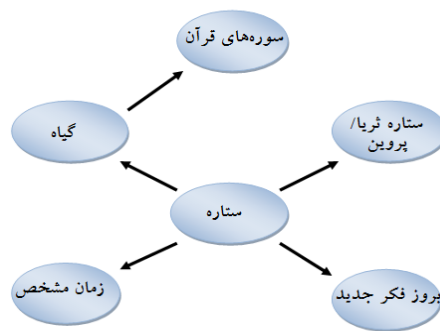 سوره‌های قرآن
گیاه
ستاره ثریا/
پروین
ستاره
زمان مشخص
بروز فکر جدید